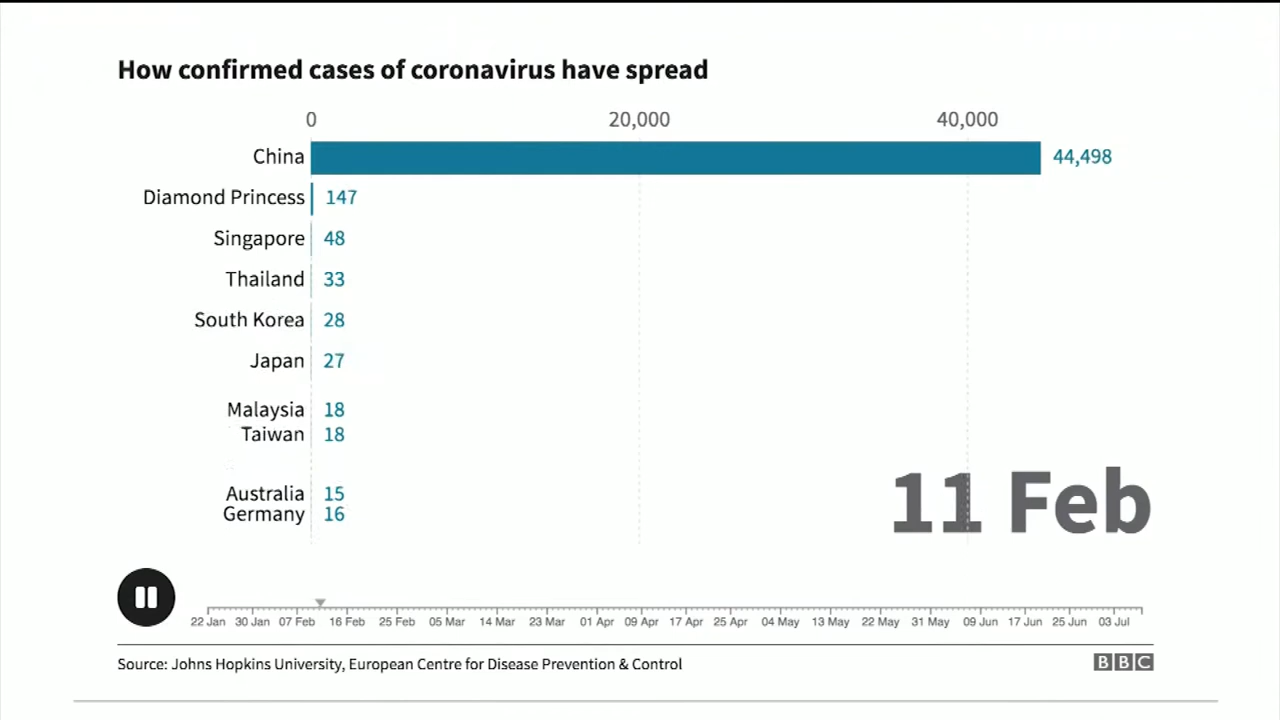 How confirmed cases of coronavirus have spread
0 20,000 40,000
China 44,498
Diamond Princess 147
Singapore 48
Thailand 33
South Korea 28
Japan 27
Malaysia 18
Taiwan 18
Australia 15
Germany 16
11 Feb
22 Jan 30 Jan 07 Feb 16 Feb 25 Feb 05 Mar 14 Mar 23 Mar 01 Apr 09 Apr 17 Apr 25 Apr 04 May 13 May 22 May 31 May 09 Jun 17 Jun 25 Jun 03 Jul
Source: Johns Hopkins University, European Centre for Disease Prevention & Control
BBC